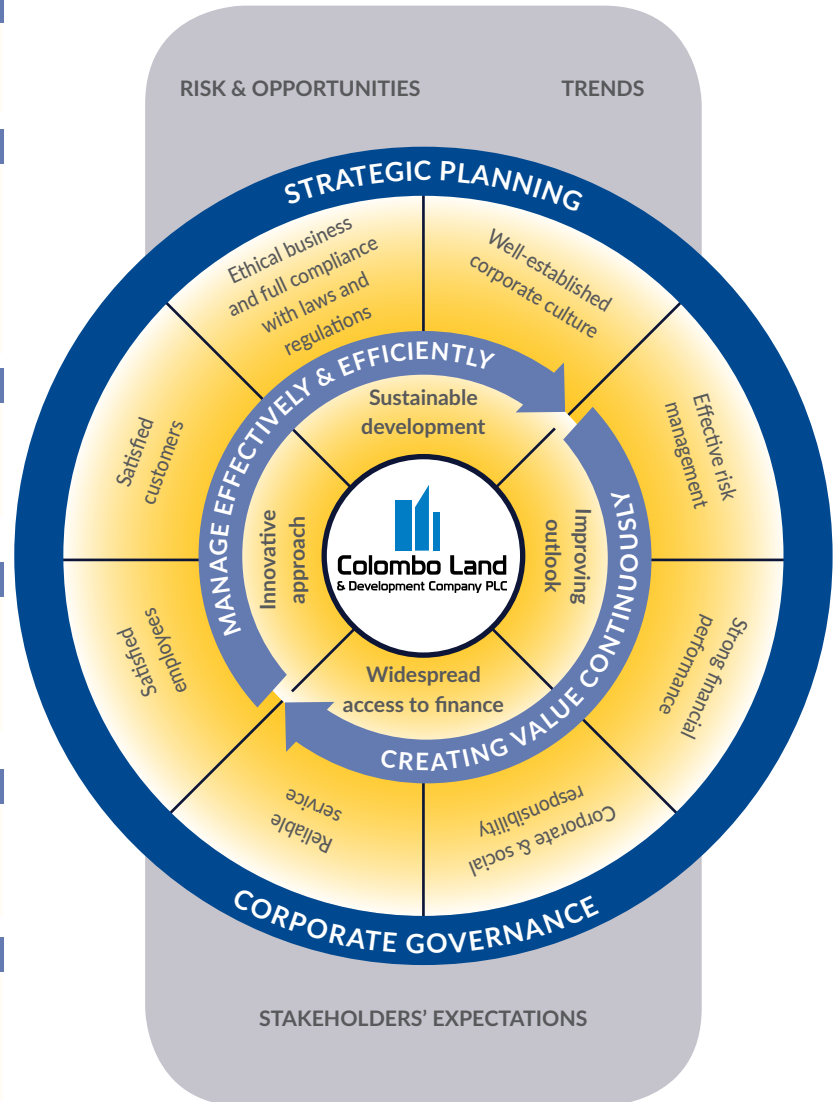 RISK & OPPORTUNITIES
TRENDS
STRATEGIC PLANNING
Ethical business
and full compliance
with laws and
regulations
Well-established
corporate culture
Effective risk
management
Strong financial
performance
Corporate & social
responsibility
Reliable
service
Satisfied
employees
Satisfied
customers
MANAGE EFFECTIVELY & EFFICIENTLY
CREATING VALUE CONTINUOUSLY
Sustainable
development
Improving
outlook
Widespread
access to finance
Innovative
approach
Colombo Land
& Development Company PLC
CORPORATE GOVERNANCE
STAKEHOLDERS’ EXPECTATIONS